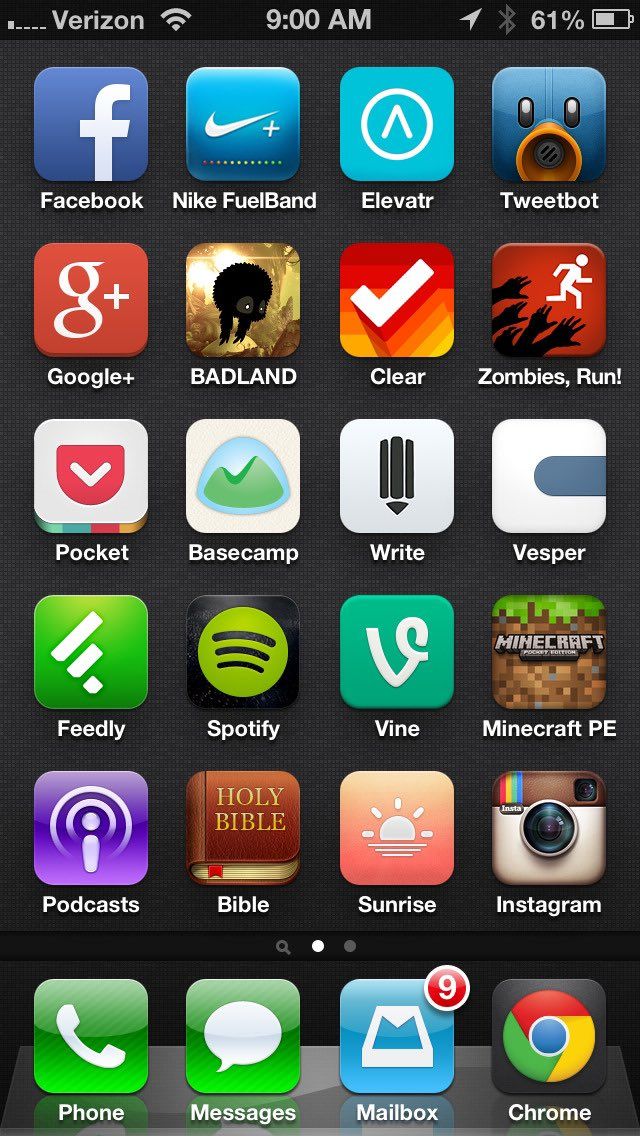 Verizon 9:00 AM 61%
Facebook Nike FuelBand Elevatr Tweetbot
g+
Google+ BADLAND Clear Zombies, Run!
Pocket Basecamp Write Vesper
MINECRAFT
POCKET EDITION
Feedly Spotify Vine Minecraft PE
HOLY
BIBLE
Insta
Podcasts Bible Sunrise Instagram
9
Phone Messages Mailbox Chrome